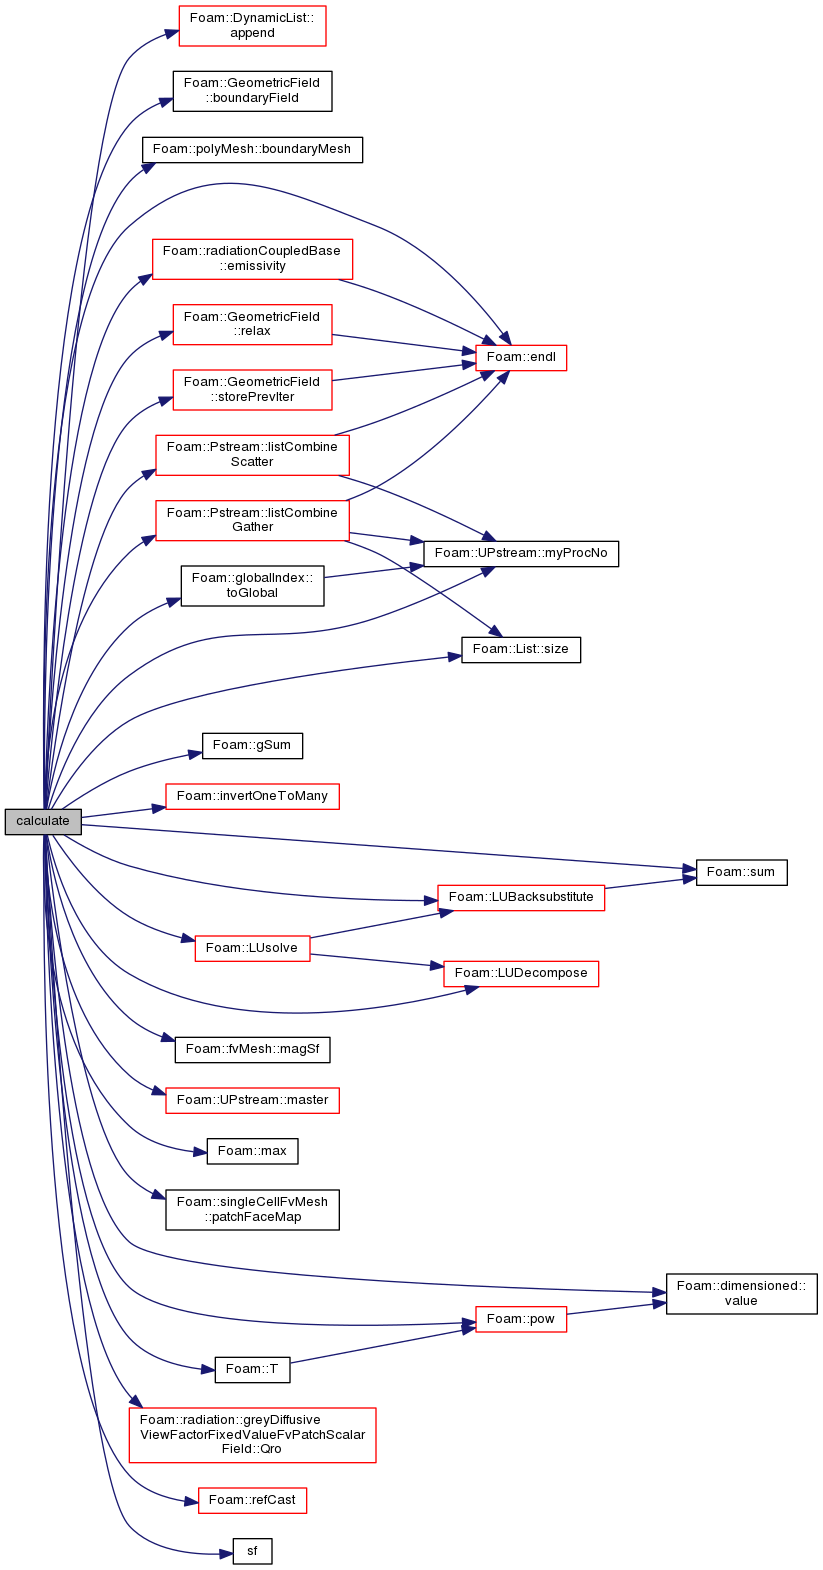 Foam::DynamicList::
append
Foam::GeometricField
::boundaryField
Foam::polyMesh::boundaryMesh
Foam::radiationCoupledBase
::emissivity
Foam::GeometricField
::relax
Foam::endl
Foam::GeometricField
::storePrevIter
Foam::Pstream::listCombine
Scatter
Foam::Pstream::listCombine
Gather
Foam::UPstream::myProcNo
Foam::globalIndex::
toGlobal
Foam::List::size
Foam::gSum
Foam::invertOneToMany
calculate
Foam::sum
Foam::LUBacksubstitute
Foam::LUsolve
Foam::LUDecompose
Foam::fvMesh::magSf
Foam::UPstream::master
Foam::max
Foam::singleCellFvMesh
::patchFaceMap
Foam::dimensioned::
value
Foam::pow
Foam::T
Foam::radiation::greyDiffusive
ViewFactorFixedValueFvPatchScalar
Field::Qro
Foam::refCast
sf